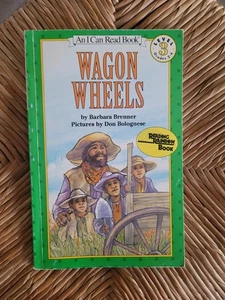 An I Can Read Book
LEVEL
3
WAGON
WHEELS
by Barbara Brenner
Pictures by Don Bolognese
READING
RAINBOW
BOOK